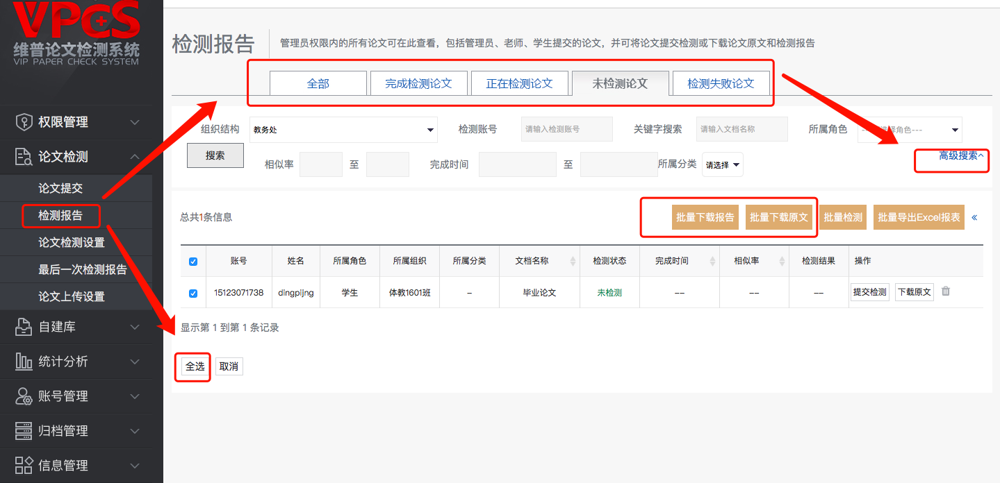 VPCS
维普论文检测系统
VIP PAPER CHECK SYSTEM
权限管理
论文检测
论文提交
检测报告
论文检测设置
最后一次检测报告
论文上传设置
自建库
统计分析
账号管理
归档管理
信息管理
检测报告 管理员权限内的所有论文可在此查看，包括管理员、老师、学生提交的论文，并可将论文提交检测或下载论文原文和检测报告
全部 完成检测论文 正在检测论文 未检测论文 检测失败论文
组织结构 教务处 检测账号 请输入检测账号 关键字搜索 请输入文档名称 所属角色 择角色---
搜索 相似率 至 完成时间 至 所属分类 请选择 高级搜索
总共1条信息 批量下载报告 批量下载原文 批量检测 批量导出Excel报表 «
账号 姓名 所属角色 所属组织 所属分类 文档名称 检测状态 完成时间 相似率 检测结果 操作
15123071738 dingpijng 学生 体教1601班 – 毕业论文 未检测 –– –– –– 提交检测 下载原文
显示第 1 到第 1 条记录
全选 取消